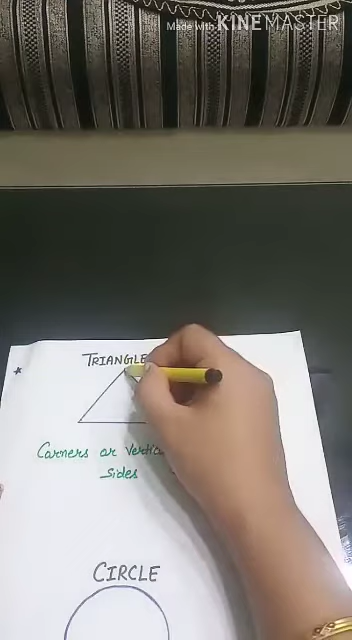 Made with KINEMASTER
TRIANGLE
Corners or
Sides
CIRCLE